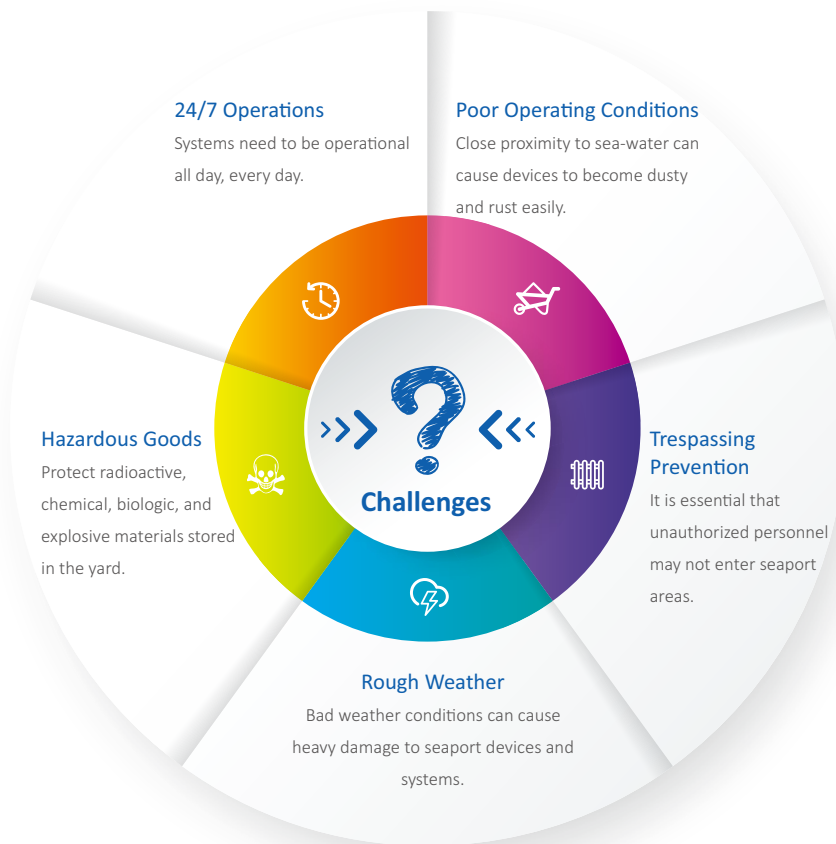 24/7 Operations
Systems need to be operational
all day, every day.
Poor Operating Conditions
Close proximity to sea-water can
cause devices to become dusty
and rust easily.
Hazardous Goods
Protect radioactive,
chemical, biologic, and
explosive materials stored
in the yard.
?
Challenges
Trespassing
Prevention
It is essential that
unauthorized personnel
may not enter seaport
areas.
Rough Weather
Bad weather conditions can cause
heavy damage to seaport devices and
systems.